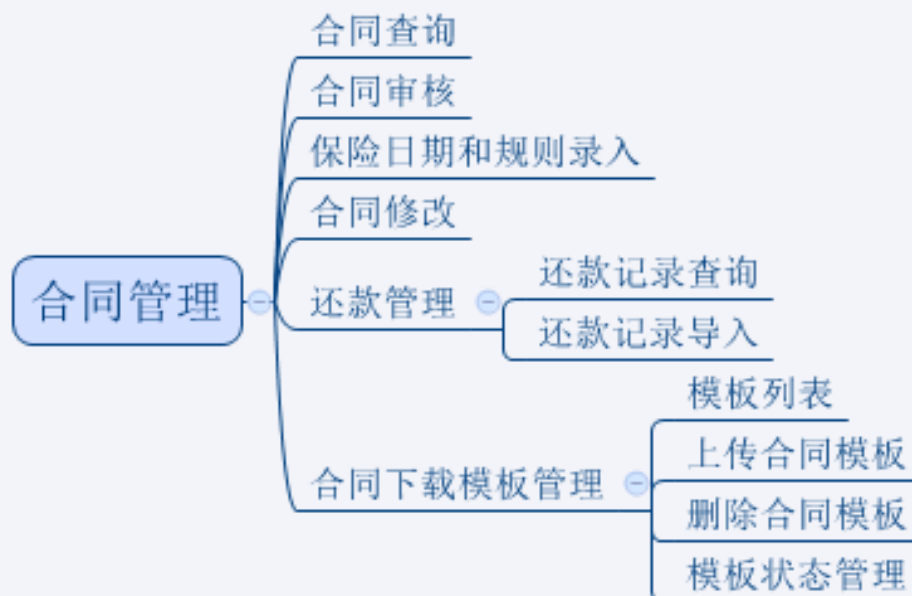 合同管理
合同查询
合同审核
保险日期和规则录入
合同修改
还款管理
还款记录查询
还款记录导入
合同下载模板管理
模板列表
上传合同模板
删除合同模板
模板状态管理